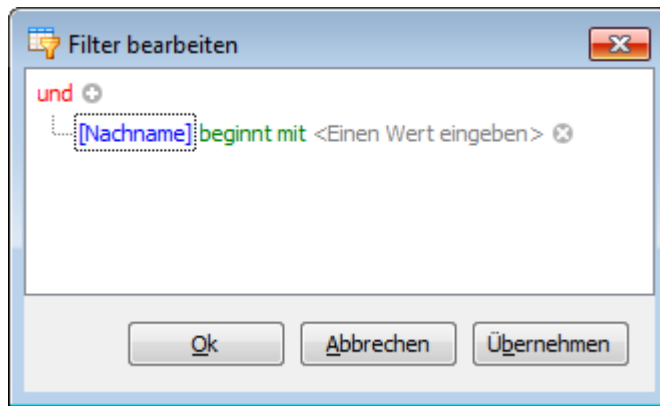 Filter bearbeiten
und
[Nachname] beginnt mit <Einen Wert eingeben>
Ok Abbrechen Übernehmen